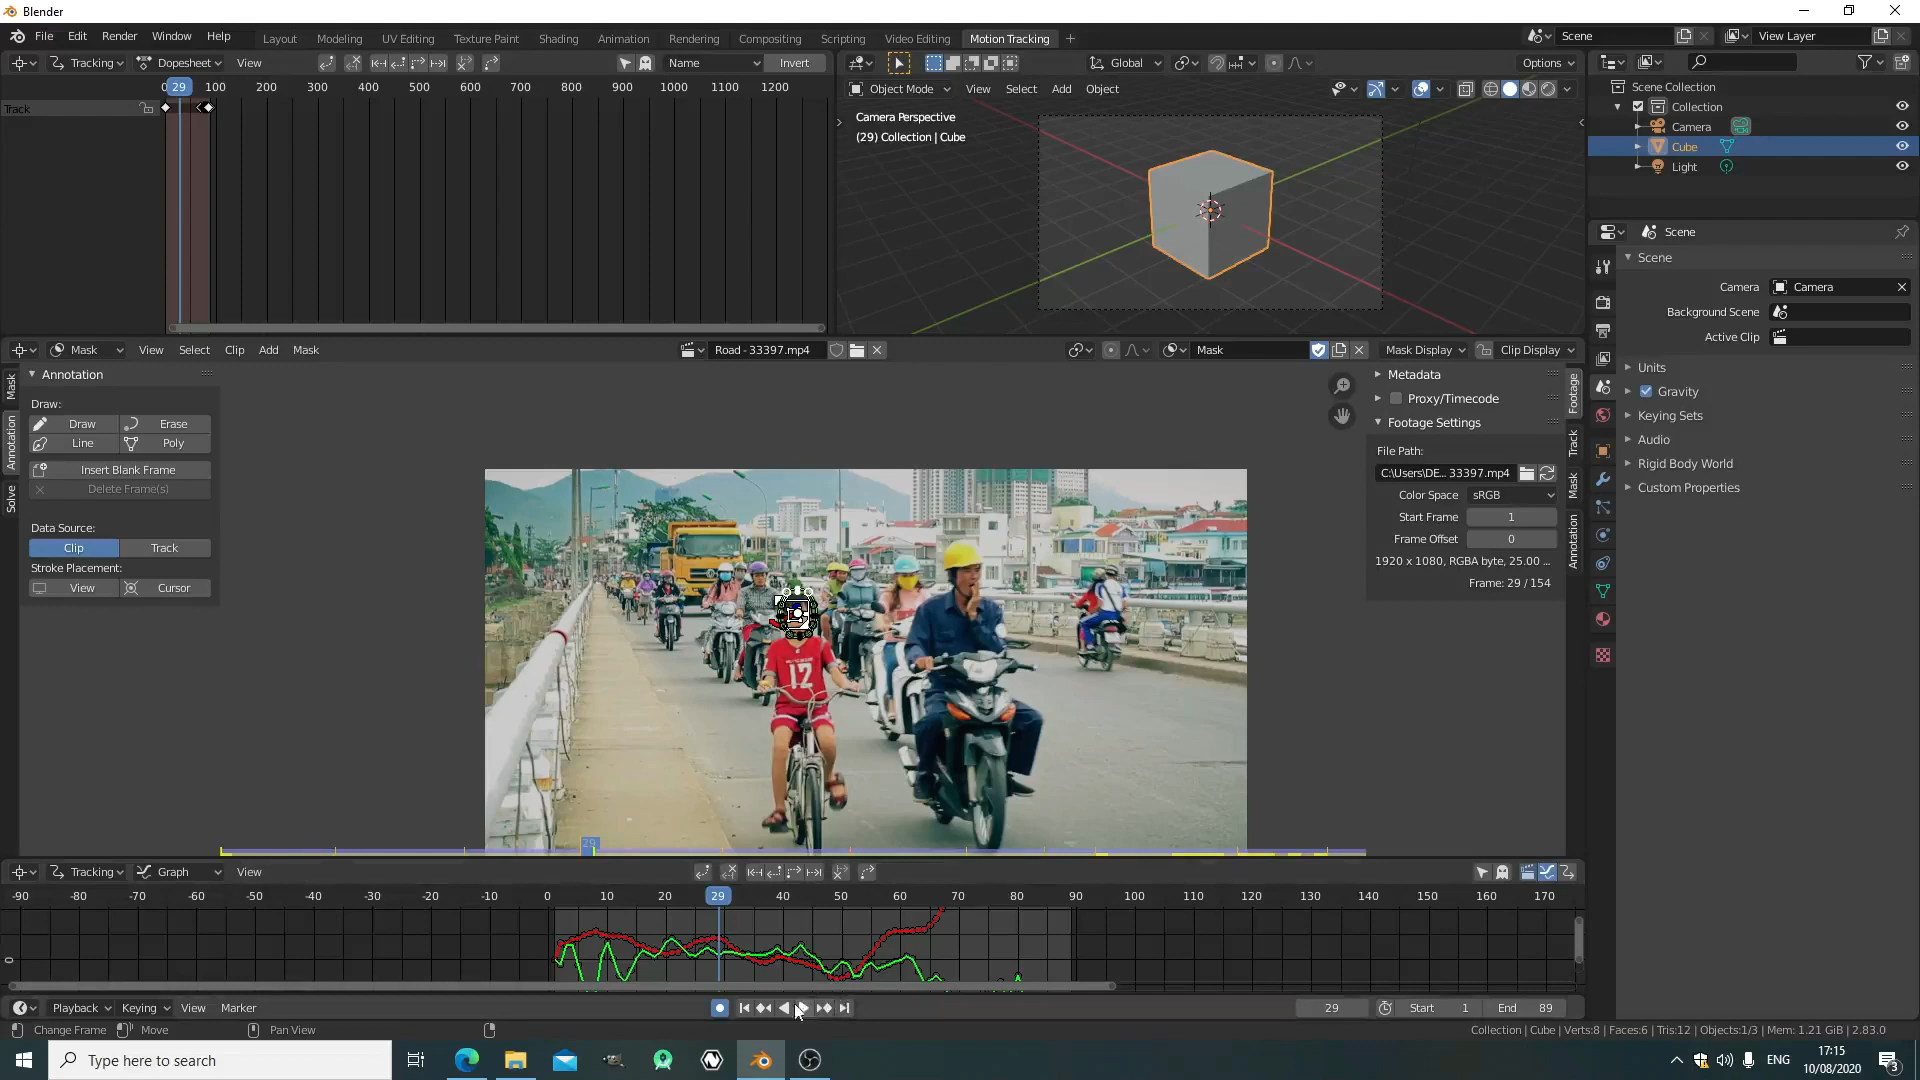 Blender
File Edit Render Window Help Layout Modeling UV Editing Texture Paint Shading Animation Rendering Compositing Scripting Video Editing Motion Tracking + Scene View Layer
Tracking Dopesheet View Name Invert Global Options
0 29 100 200 300 400 500 600 700 800 900 1000 1100 1200
Track
Object Mode View Select Add Object
Camera Perspective
(29) Collection | Cube
Scene Collection
Collection
Camera
Cube
Light
Scene
Scene
Camera Camera
Background Scene
Active Clip
Units
Gravity
Keying Sets
Audio
Rigid Body World
Custom Properties
Mask View Select Clip Add Mask Road - 33397.mp4 Mask Mask Display Clip Display
Mask
Annotation
Solve
Annotation
Draw:
Draw Erase
Line Poly
Insert Blank Frame
Delete Frame(s)
Data Source:
Clip Track
Stroke Placement:
View Cursor
12
29
Metadata
Proxy/Timecode
Footage Settings
File Path:
C:\Users\DE... 33397.mp4
Color Space sRGB
Start Frame 1
Frame Offset 0
1920 x 1080, RGBA byte, 25.00 ...
Frame: 29 / 154
Footage
Track
Mask
Annotation
Tracking Graph View
-90 -80 -70 -60 -50 -40 -30 -20 -10 0 10 20 29 40 50 60 70 80 90 100 110 120 130 140 150 160 170
0
Playback Keying View Marker 29 Start 1 End 89
Change Frame Move Pan View Collection | Cube | Verts:8 | Faces:6 | Tris:12 | Objects:1/3 | Mem: 1.21 GiB | 2.83.0
Type here to search ENG 17:15
10/08/2020
3